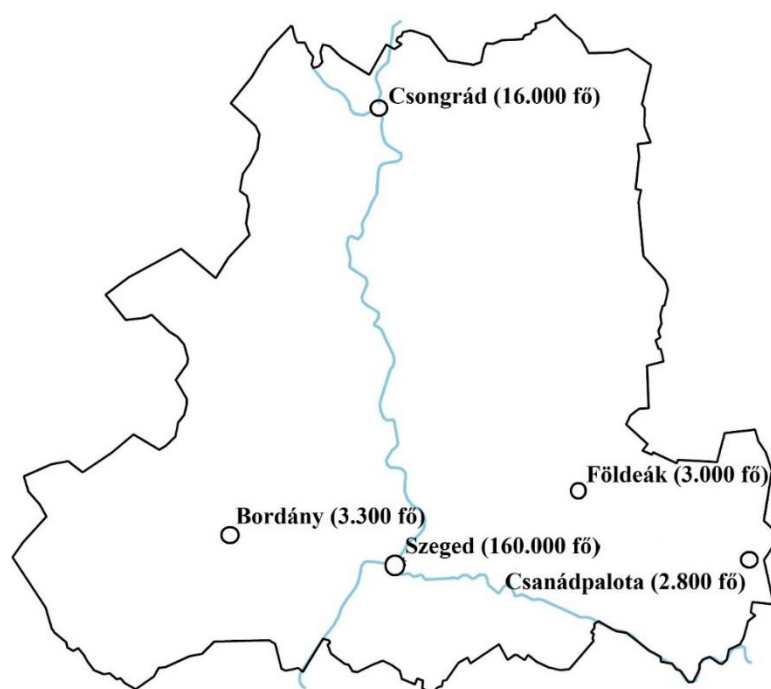 Csongrád (16.000 fő)
Földeák (3.000 fő)
Bordány (3.300 fő)
Szeged (160.000 fő)
Csanádpalota (2.800 fő)